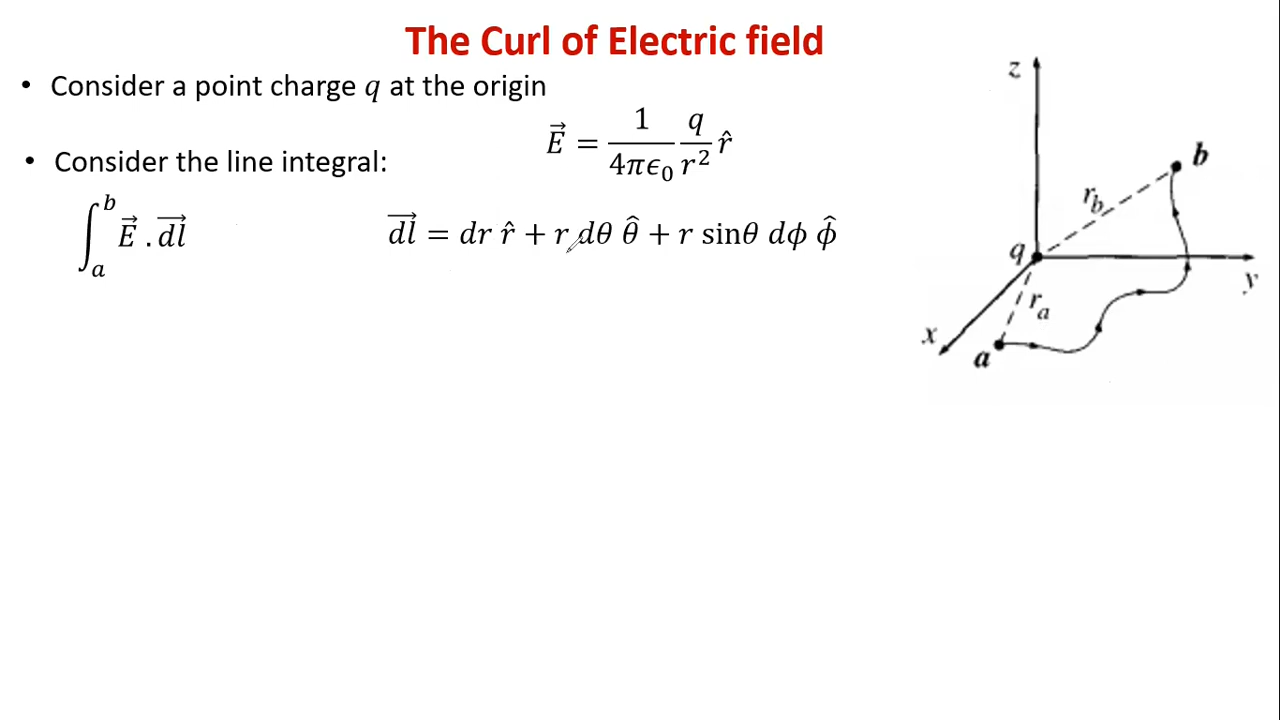 The Curl of Electric field
• Consider a point charge q at the origin
E⃗ = 1/(4πϵ₀) q/r² r̂
• Consider the line integral:
∫ₐᵇ E⃗ . dl⃗
dl⃗ = dr r̂ + r dθ θ̂ + r sinθ dϕ ϕ̂
z
b
r_b
q
y
r_a
x
a